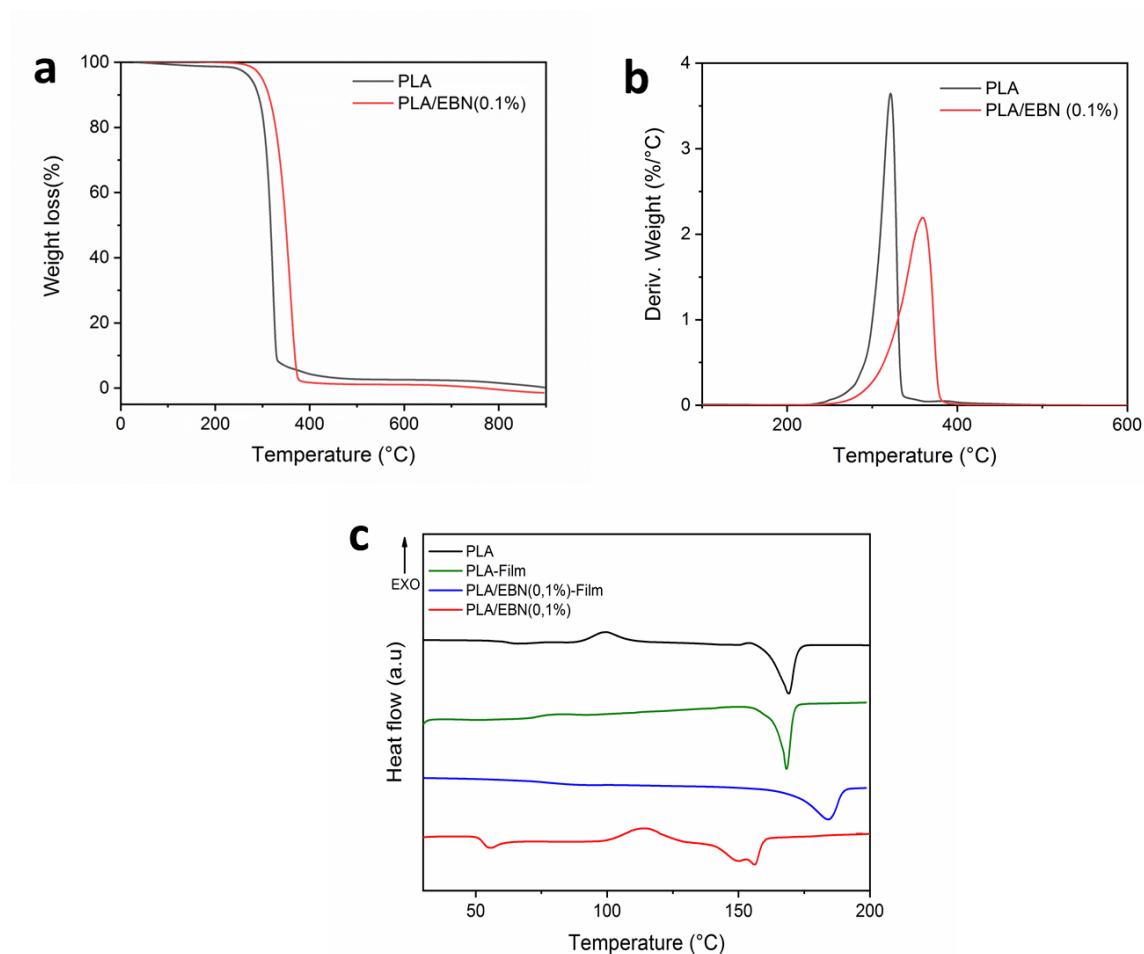 a
100
80
60
40
20
0
Weight loss(%)
PLA
PLA/EBN(0.1%)
0 200 400 600 800
Temperature (°C)
b
4
3
2
1
0
Deriv. Weight (%/°C)
PLA
PLA/EBN (0.1%)
200 400 600
Temperature (°C)
c
EXO
PLA
PLA-Film
PLA/EBN(0,1%)-Film
PLA/EBN(0,1%)
Heat flow (a.u)
50 100 150 200
Temperature (°C)